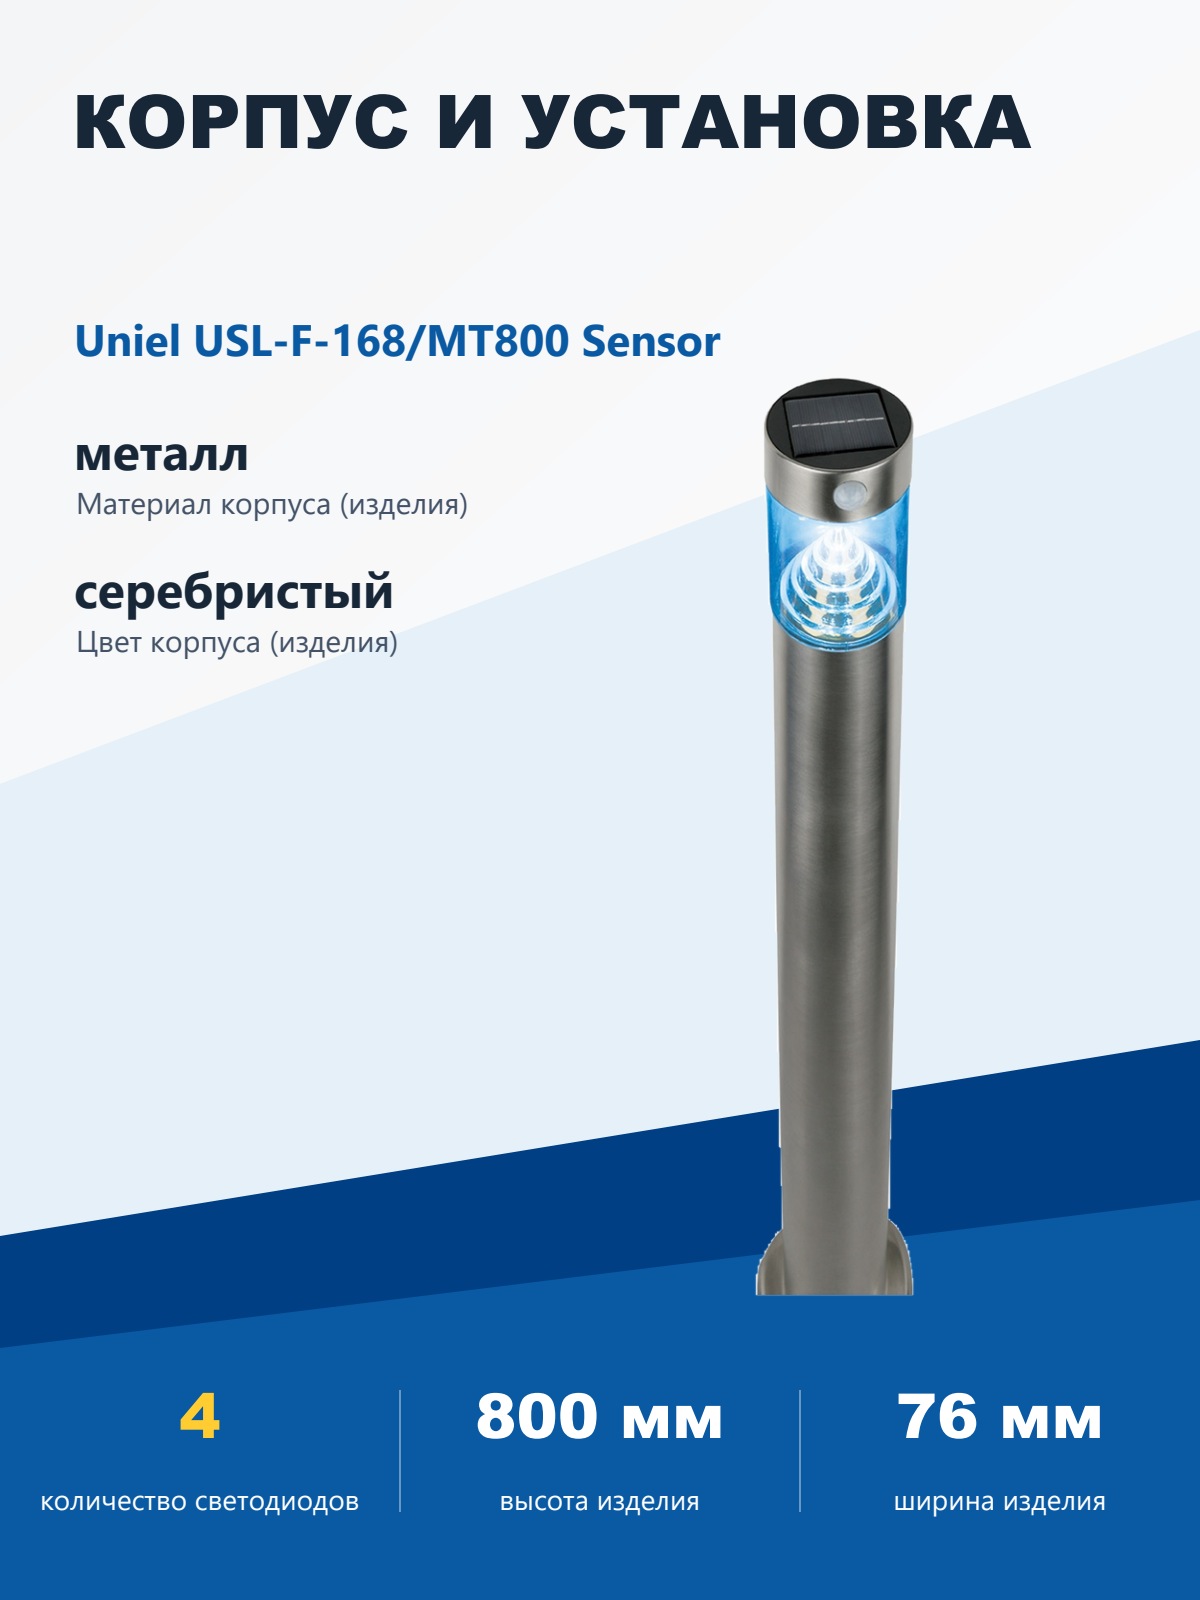 КОРПУС И УСТАНОВКА
Uniel USL-F-168/MT800 Sensor
металл
Материал корпуса (изделия)
серебристый
Цвет корпуса (изделия)
4
количество светодиодов
800 мм
высота изделия
76 мм
ширина изделия